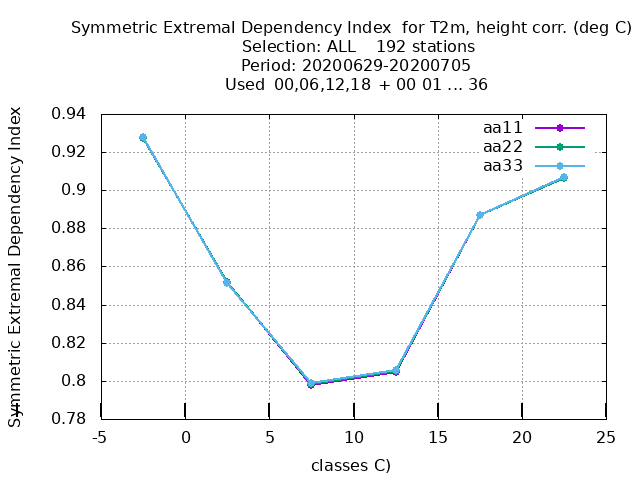 Symmetric Extremal Dependency Index  for T2m, height corr. (deg C)
Selection: ALL    192 stations
Period: 20200629-20200705
Used  00,06,12,18  + 00 01 ... 36
Symmetric Extremal Dependency Index
0.94
0.92
0.9
0.88
0.86
0.84
0.82
0.8
0.78
aa11
aa22
aa33
-5
0
5
10
15
20
25
classes C)